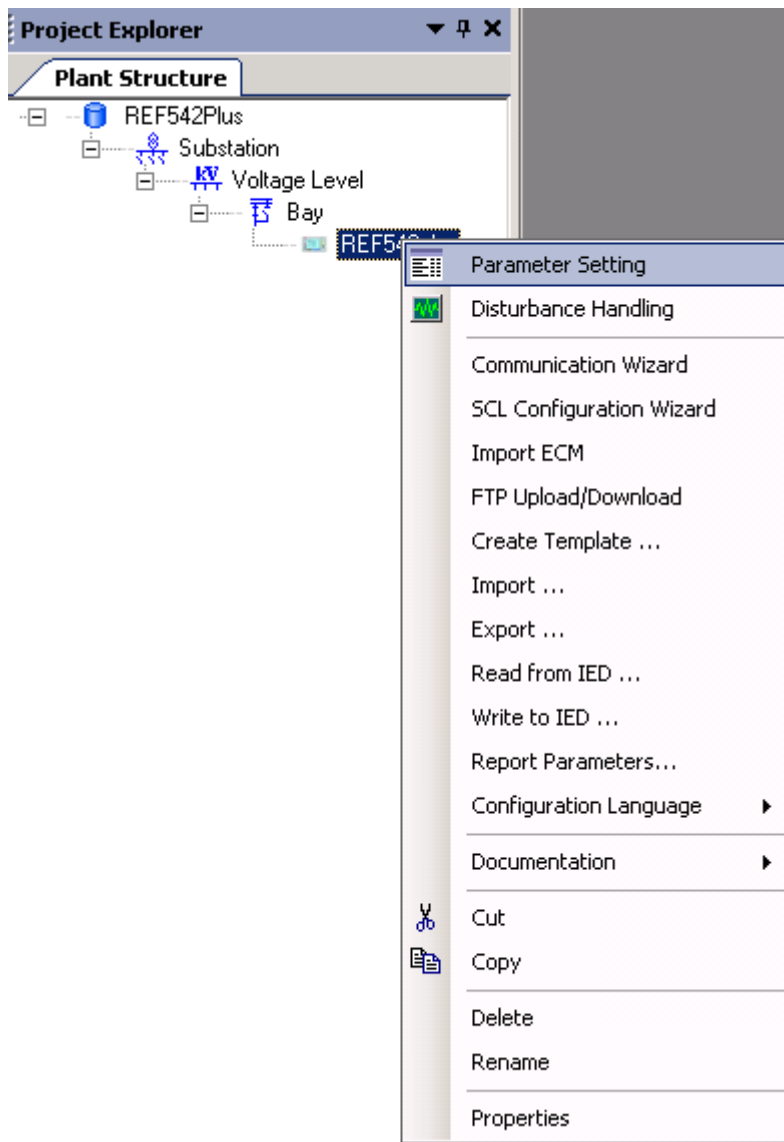 Project Explorer
Plant Structure
REF542Plus
Substation
kV Voltage Level
Bay
Parameter Setting
Disturbance Handling
Communication Wizard
SCL Configuration Wizard
Import ECM
FTP Upload/Download
Create Template ...
Import ...
Export ...
Read from IED ...
Write to IED ...
Report Parameters...
Configuration Language
Documentation
Cut
Copy
Delete
Rename
Properties